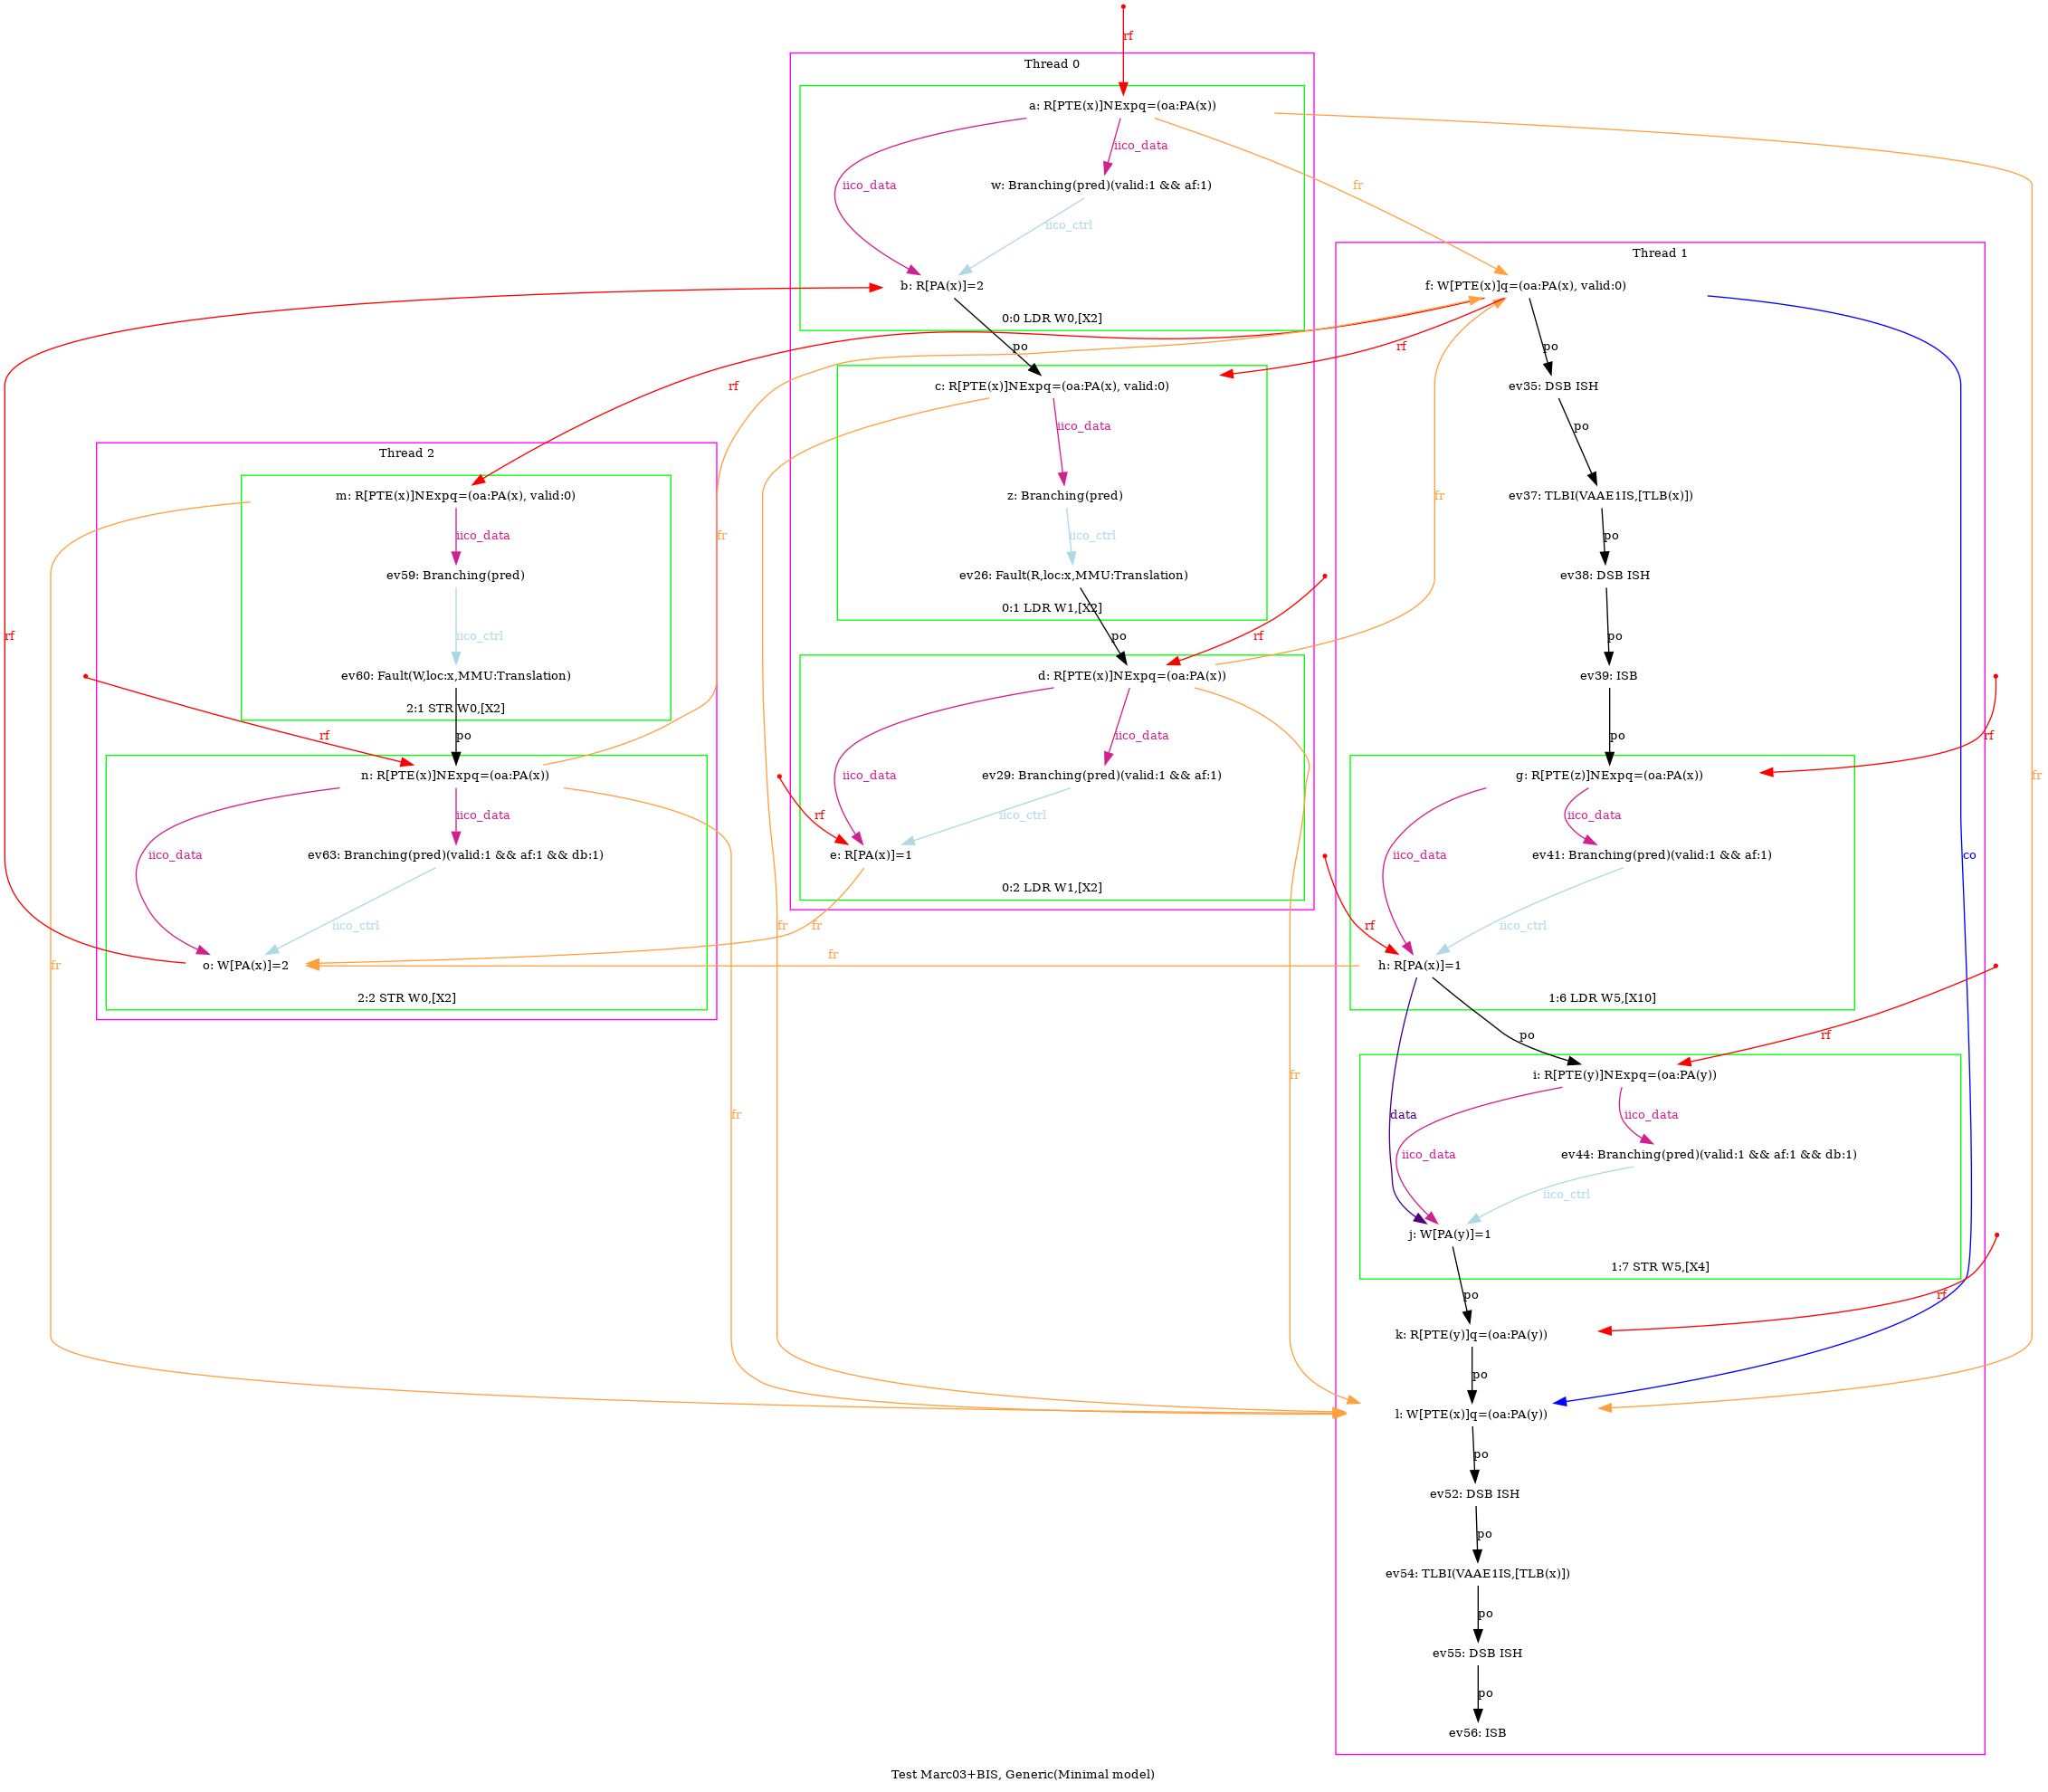 rf
Thread 0
a: R[PTE(x)]NExpq=(oa:PA(x))
iico_data
iico_data
w: Branching(pred)(valid:1 && af:1)
fr
iico_ctrl
b: R[PA(x)]=2
0:0 LDR W0,[X2]
po
c: R[PTE(x)]NExpq=(oa:PA(x), valid:0)
iico_data
z: Branching(pred)
iico_ctrl
ev26: Fault(R,loc:x,MMU:Translation)
0:1 LDR W1,[X2]
po
rf
d: R[PTE(x)]NExpq=(oa:PA(x))
iico_data
iico_data
ev29: Branching(pred)(valid:1 && af:1)
rf
iico_ctrl
e: R[PA(x)]=1
0:2 LDR W1,[X2]
fr
fr
fr
fr
rf
rf
fr
Thread 1
f: W[PTE(x)]q=(oa:PA(x), valid:0)
po
ev35: DSB ISH
po
ev37: TLBI(VAAE1IS,[TLB(x)])
po
ev38: DSB ISH
po
ev39: ISB
po
rf
g: R[PTE(z)]NExpq=(oa:PA(x))
iico_data
iico_data
ev41: Branching(pred)(valid:1 && af:1)
co
fr
rf
iico_ctrl
h: R[PA(x)]=1
1:6 LDR W5,[X10]
po
rf
i: R[PTE(y)]NExpq=(oa:PA(y))
data
iico_data
iico_data
ev44: Branching(pred)(valid:1 && af:1 && db:1)
iico_ctrl
j: W[PA(y)]=1
1:7 STR W5,[X4]
po
rf
k: R[PTE(y)]q=(oa:PA(y))
po
l: W[PTE(x)]q=(oa:PA(y))
po
ev52: DSB ISH
po
ev54: TLBI(VAAE1IS,[TLB(x)])
po
ev55: DSB ISH
po
ev56: ISB
Thread 2
m: R[PTE(x)]NExpq=(oa:PA(x), valid:0)
iico_data
ev59: Branching(pred)
iico_ctrl
rf
ev60: Fault(W,loc:x,MMU:Translation)
2:1 STR W0,[X2]
rf
po
n: R[PTE(x)]NExpq=(oa:PA(x))
iico_data
iico_data
ev63: Branching(pred)(valid:1 && af:1 && db:1)
iico_ctrl
o: W[PA(x)]=2
2:2 STR W0,[X2]
fr
fr
fr
Test Marc03+BIS, Generic(Minimal model)